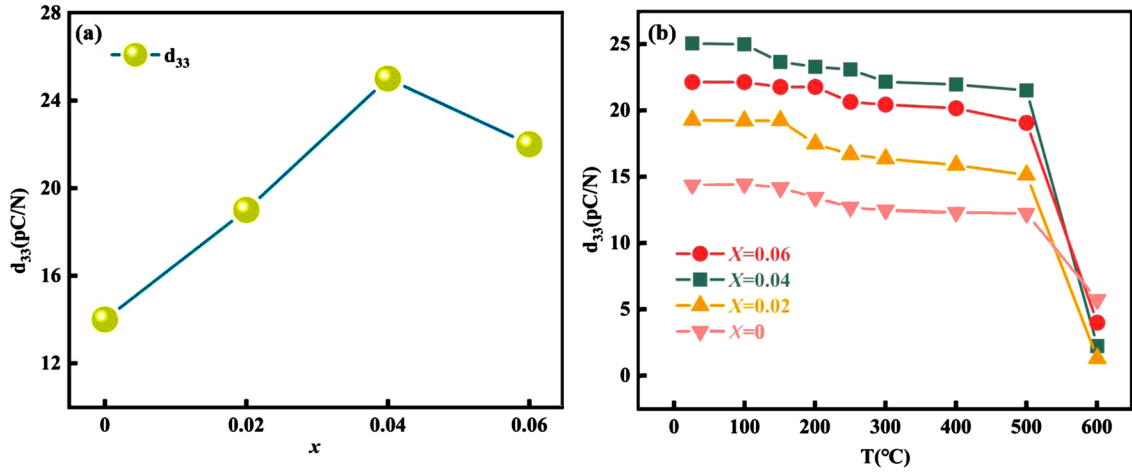 (a)
d33
28
24
20
16
12
d33(pC/N)
0 0.02 0.04 0.06
x
(b)
25
20
15
10
5
0
d33(pC/N)
X=0.06
X=0.04
X=0.02
X=0
0 100 200 300 400 500 600
T(°C)